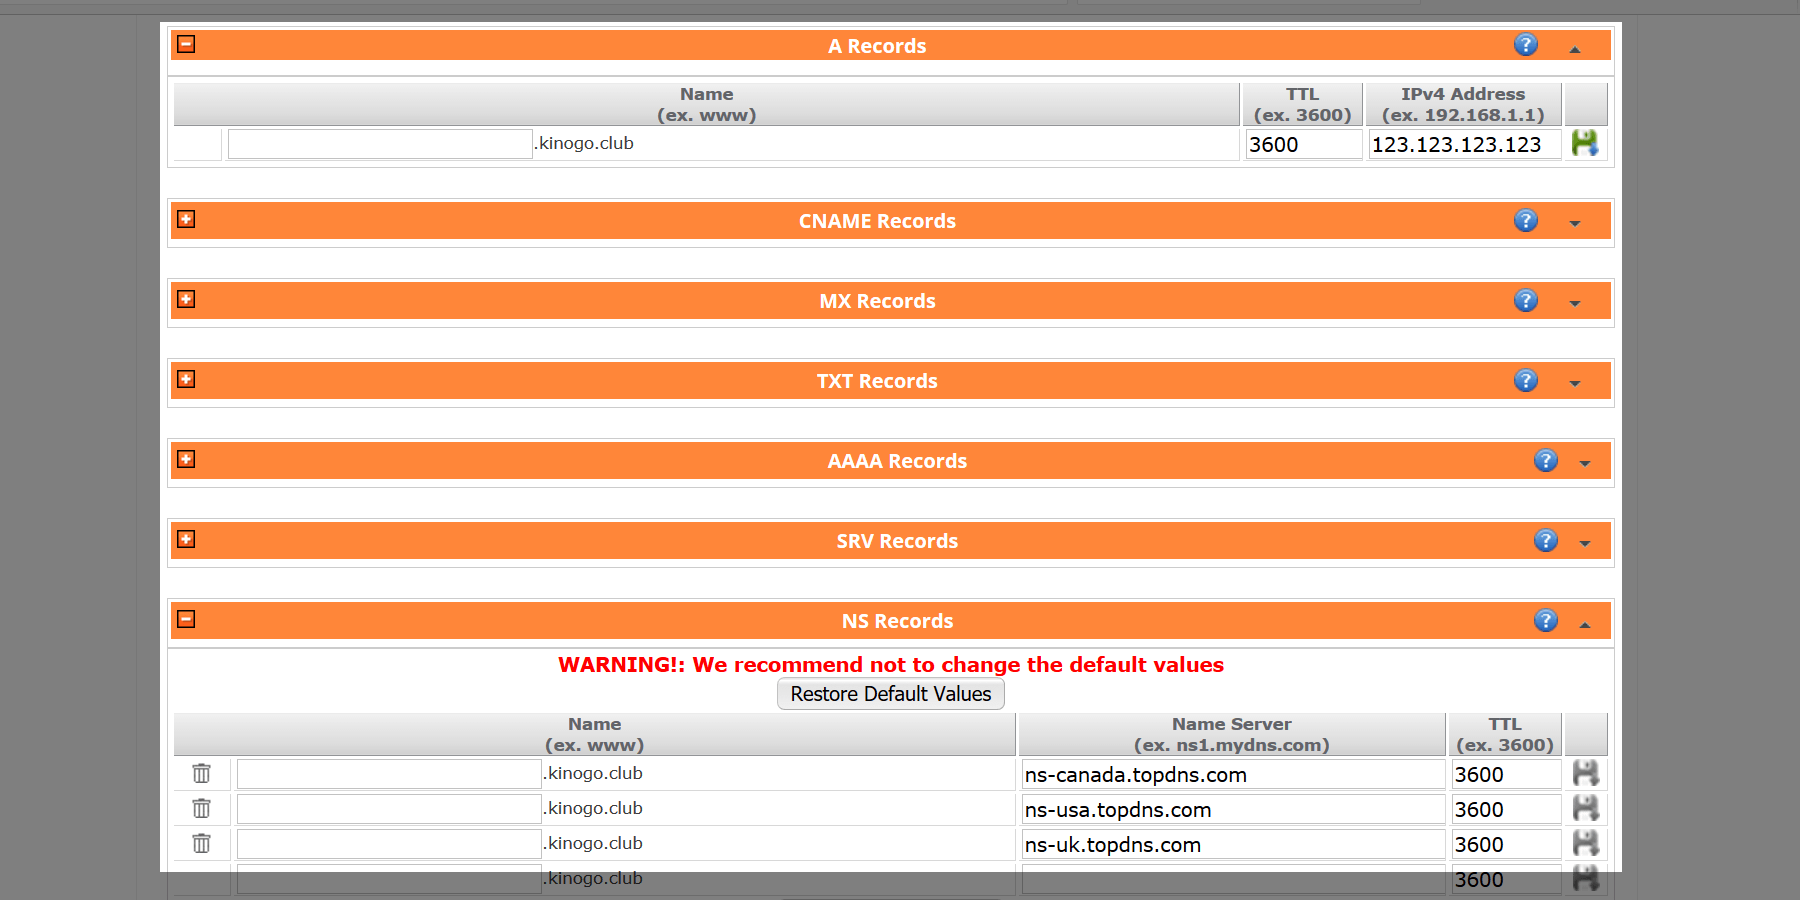 A Records
Name
(ex. www)
TTL
(ex. 3600)
IPv4 Address
(ex. 192.168.1.1)
.kinogo.club
3600
123.123.123.123
CNAME Records
MX Records
TXT Records
AAAA Records
SRV Records
NS Records
WARNING!: We recommend not to change the default values
Restore Default Values
Name
(ex. www)
Name Server
(ex. ns1.mydns.com)
TTL
(ex. 3600)
.kinogo.club
ns-canada.topdns.com
3600
.kinogo.club
ns-usa.topdns.com
3600
.kinogo.club
ns-uk.topdns.com
3600
.kinogo.club
3600